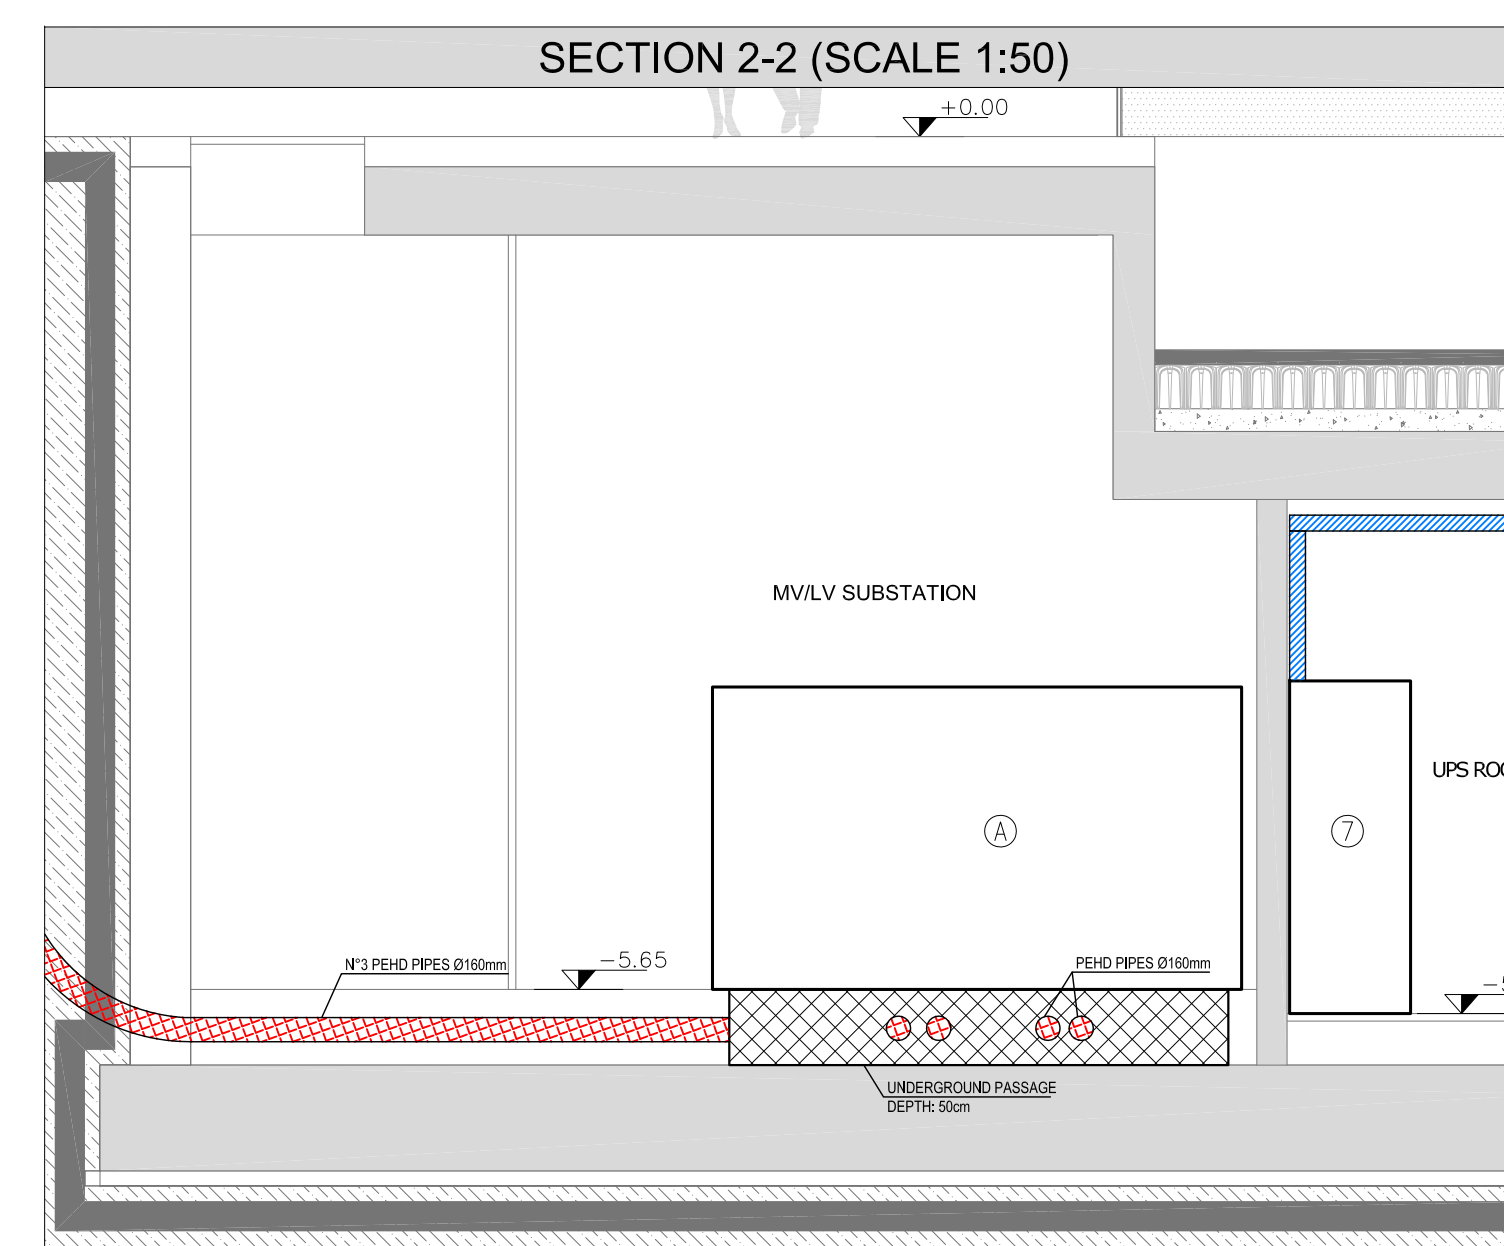 SECTION 2-2 (SCALE 1:50)
+0.00
MV/LV SUBSTATION
UPS
A
7
N°3 PEHD PIPES Ø160mm
-5.65
PEHD PIPES Ø160mm
UNDERGROUND PASSAGE
DEPTH: 50cm